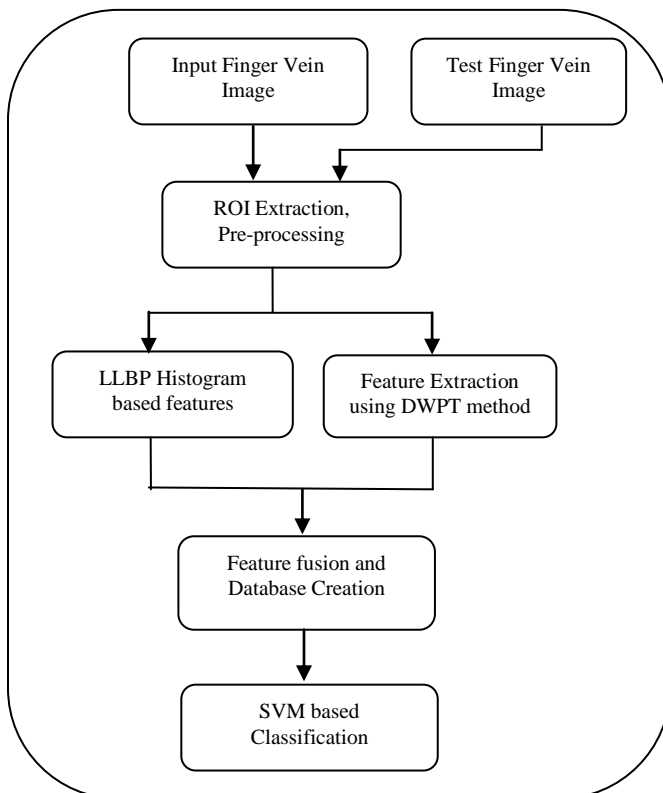 Input Finger Vein
Image
Test Finger Vein
Image
ROI Extraction,
Pre-processing
LLBP Histogram
based features
Feature Extraction
using DWPT method
Feature fusion and
Database Creation
SVM based
Classification